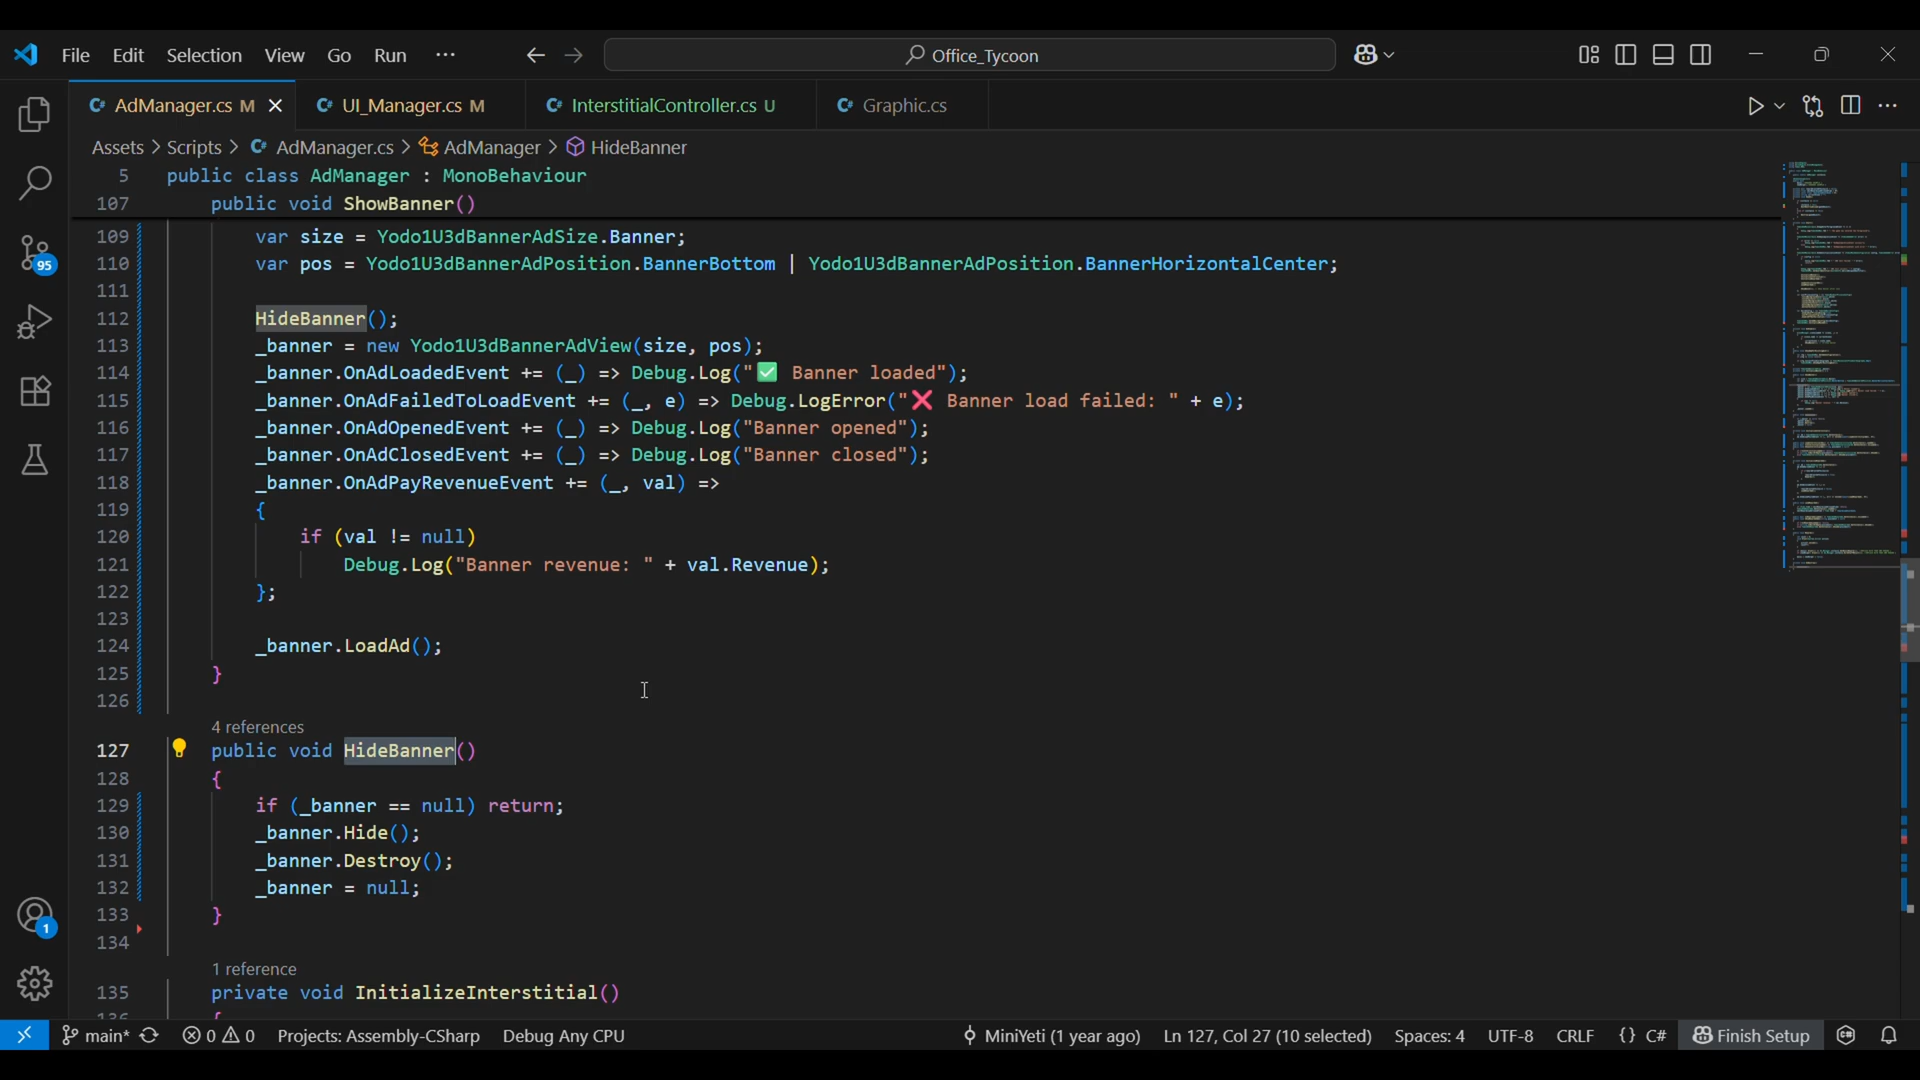 File Edit Selection View Go Run ··· Office_Tycoon
AdManager.cs M UI_Manager.cs M InterstitialController.cs U Graphic.cs
Assets > Scripts > AdManager.cs > AdManager > HideBanner
5 public class AdManager : MonoBehaviour
107 public void ShowBanner()
109 var size = Yodo1U3dBannerAdSize.Banner;
110 var pos = Yodo1U3dBannerAdPosition.BannerBottom | Yodo1U3dBannerAdPosition.BannerHorizontalCenter;
111
112 HideBanner();
113 _banner = new Yodo1U3dBannerAdView(size, pos);
114 _banner.OnAdLoadedEvent += (_) => Debug.Log("✅ Banner loaded");
115 _banner.OnAdFailedToLoadEvent += (_, e) => Debug.LogError("❌ Banner load failed: " + e);
116 _banner.OnAdOpenedEvent += (_) => Debug.Log("Banner opened");
117 _banner.OnAdClosedEvent += (_) => Debug.Log("Banner closed");
118 _banner.OnAdPayRevenueEvent += (_, val) =>
119 {
120 if (val != null)
121 Debug.Log("Banner revenue: " + val.Revenue);
122 };
123
124 _banner.LoadAd();
125 }
126
4 references
127 public void HideBanner()
128 {
129 if (_banner == null) return;
130 _banner.Hide();
131 _banner.Destroy();
132 _banner = null;
133 }
134
1 reference
135 private void InitializeInterstitial()
136 {
95
1
main* 0 0 Projects: Assembly-CSharp Debug Any CPU MiniYeti (1 year ago) Ln 127, Col 27 (10 selected) Spaces: 4 UTF-8 CRLF {} C# Finish Setup